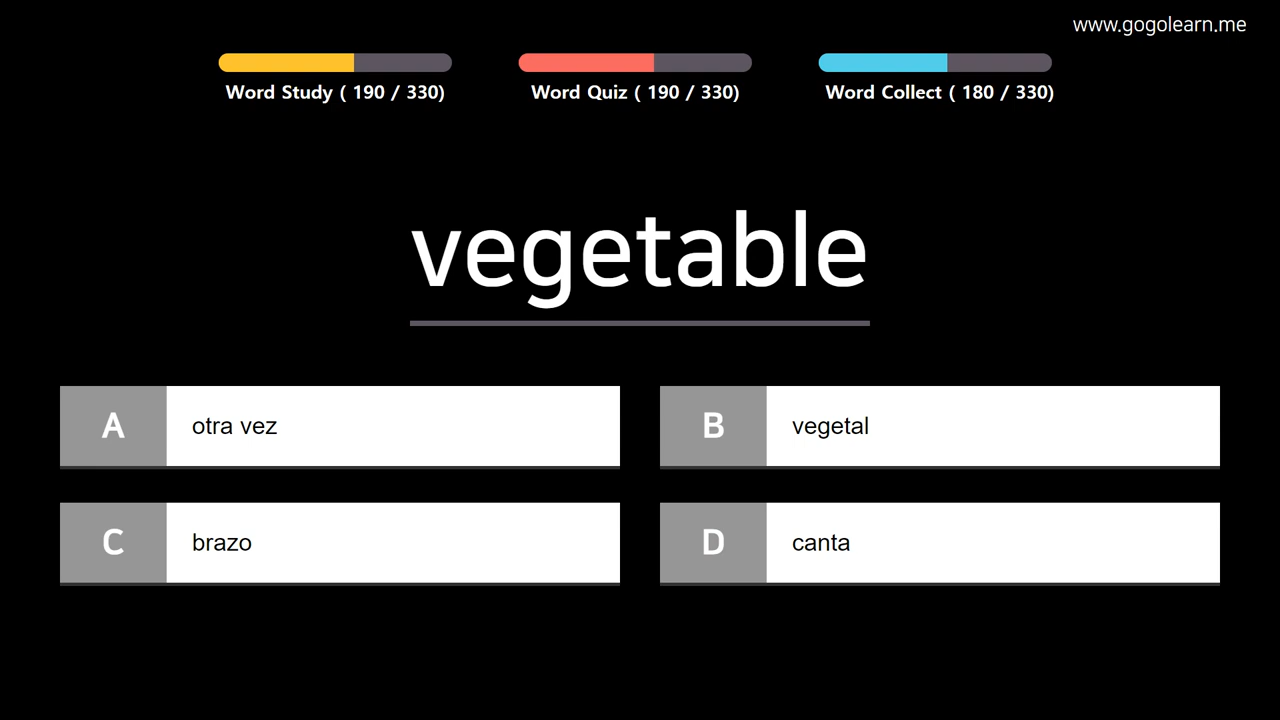 www.gogolearn.me
Word Study ( 190 / 330)
Word Quiz ( 190 / 330)
Word Collect ( 180 / 330)
vegetable
A
otra vez
B
vegetal
C
brazo
D
canta